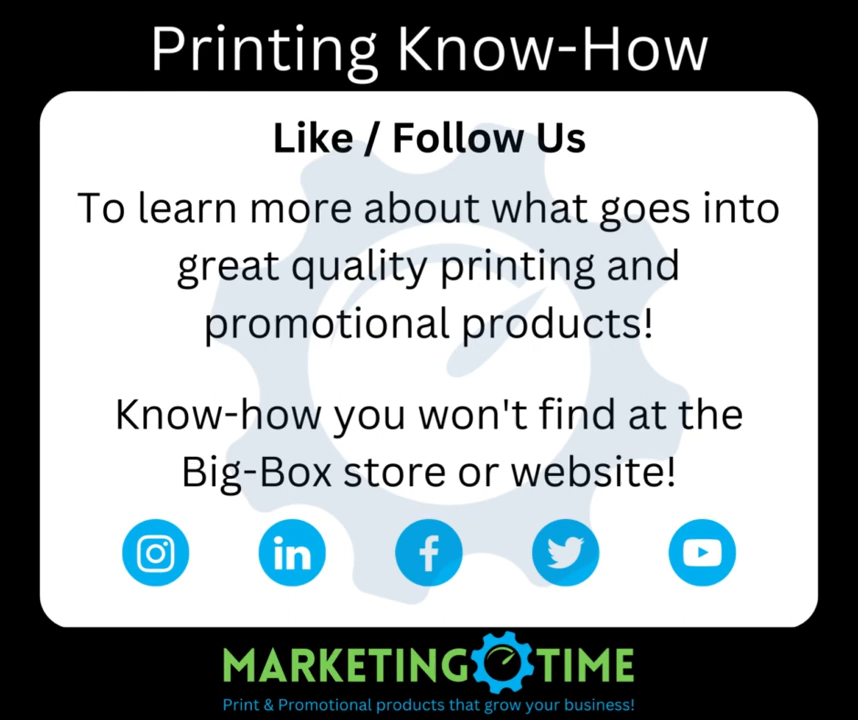 Printing Know-How
Like / Follow Us
To learn more about what goes into
great quality printing and
promotional products!
Know-how you won't find at the
Big-Box store or website!
MARKETING TIME
Print & Promotional products that grow your business!